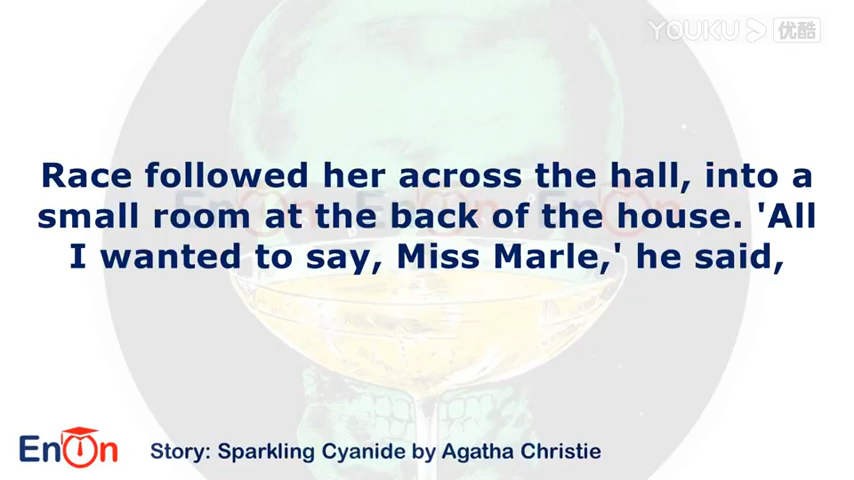 YOUKU 优酷
Race followed her across the hall, into a
small room at the back of the house. 'All
I wanted to say, Miss Marle,' he said,
EnOn
Story: Sparkling Cyanide by Agatha Christie